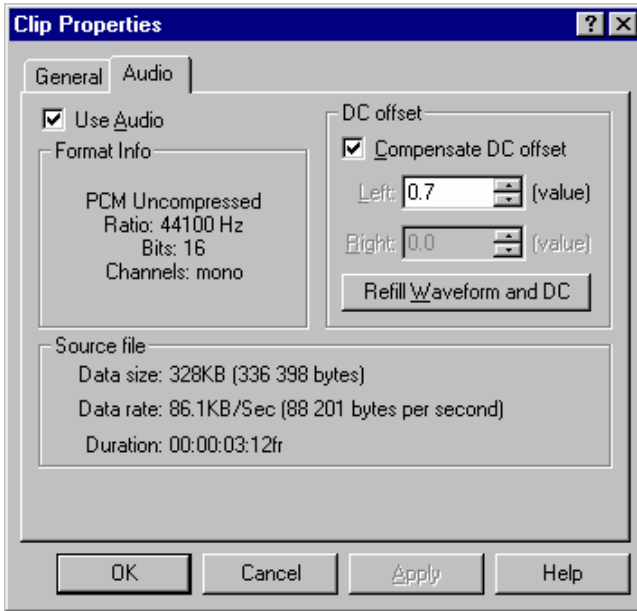 Clip Properties
General
Audio
Use Audio
Format Info
PCM Uncompressed
Ratio: 44100 Hz
Bits: 16
Channels: mono
DC offset
Compensate DC offset
Left: 0.7 (value)
Right: 0.0 (value)
Refill Waveform and DC
Source file
Data size: 328KB (336 398 bytes)
Data rate: 86.1KB/Sec (88 201 bytes per second)
Duration: 00:00:03:12fr
OK
Cancel
Apply
Help